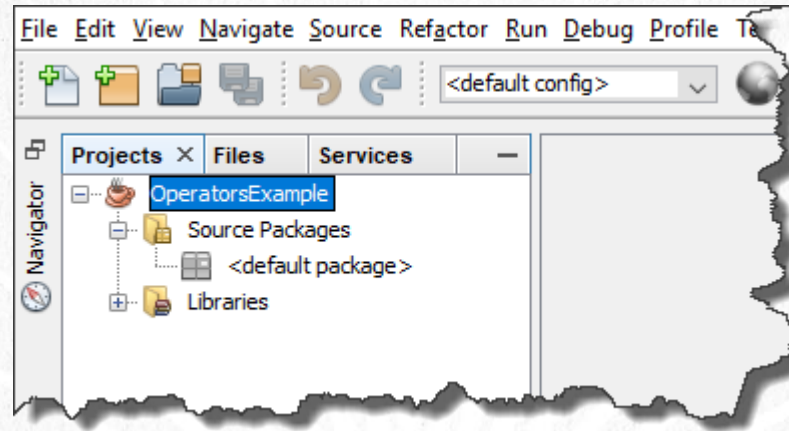 File Edit View Navigate Source Refactor Run Debug Profile
<default config>
Projects Files Services
Navigator
OperatorsExample
Source Packages
<default package>
Libraries